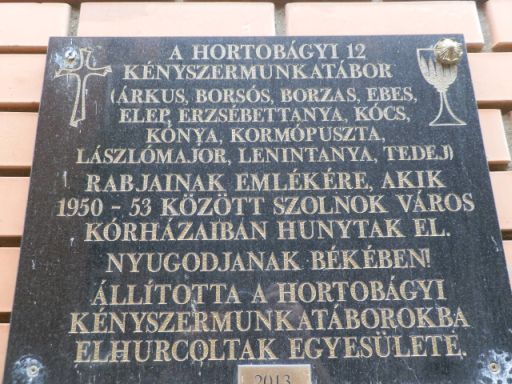 A HORTOBÁGYI 12
KÉNYSZERMUNKATÁBOR
(ÁRKUS, BORSÓS, BORZAS, EBES,
ELEP, ERZSÉBETTANYA, KÓCS,
KÓNYA, KORMÓPUSZTA,
LÁSZLÓMAJOR, LENINTANYA, TEDEJ)
RABJAINAK EMLÉKÉRE, AKIK
1950 - 53 KÖZÖTT SZOLNOK VÁROS
KÓRHÁZAIBAN HUNYTAK EL.
NYUGODJANAK BÉKÉBEN!
ÁLLÍTOTTA A HORTOBÁGYI
KÉNYSZERMUNKATÁBOROKBA
ELHURCOLTAK EGYESÜLETE.
2013